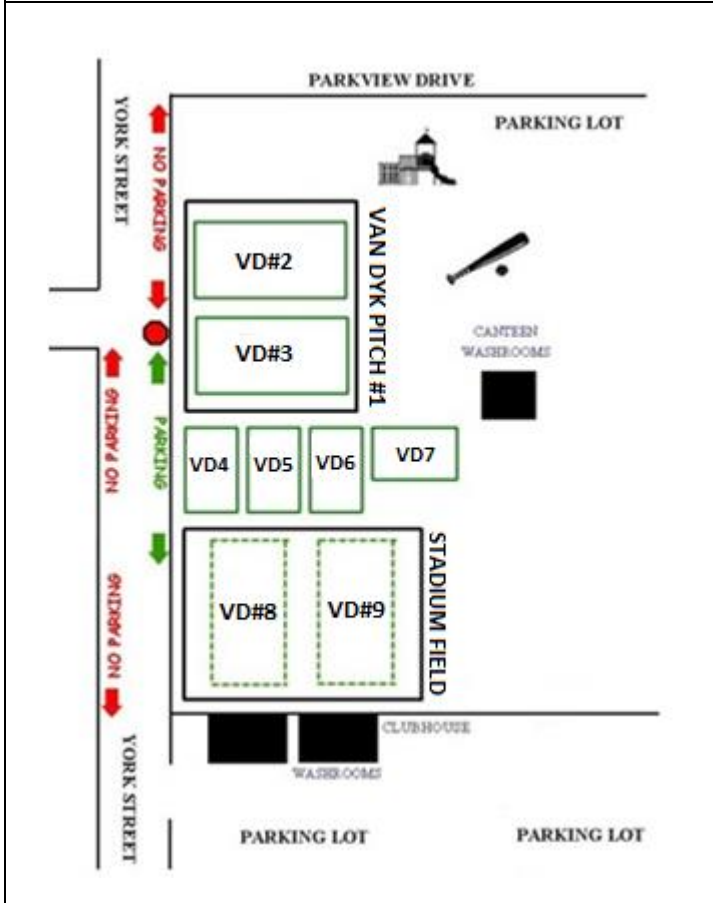 PARKVIEW DRIVE
PARKING LOT
YORK STREET
NO PARKING
VD#2
VD#3
VAN DYK PITCH #1
CANTEEN
WASHROOMS
NO PARKING
PARKING
VD4
VD5
VD6
VD7
NO PARKING
VD#8
VD#9
STADIUM FIELD
CLUBHOUSE
WASHROOMS
YORK STREET
PARKING LOT
PARKING LOT